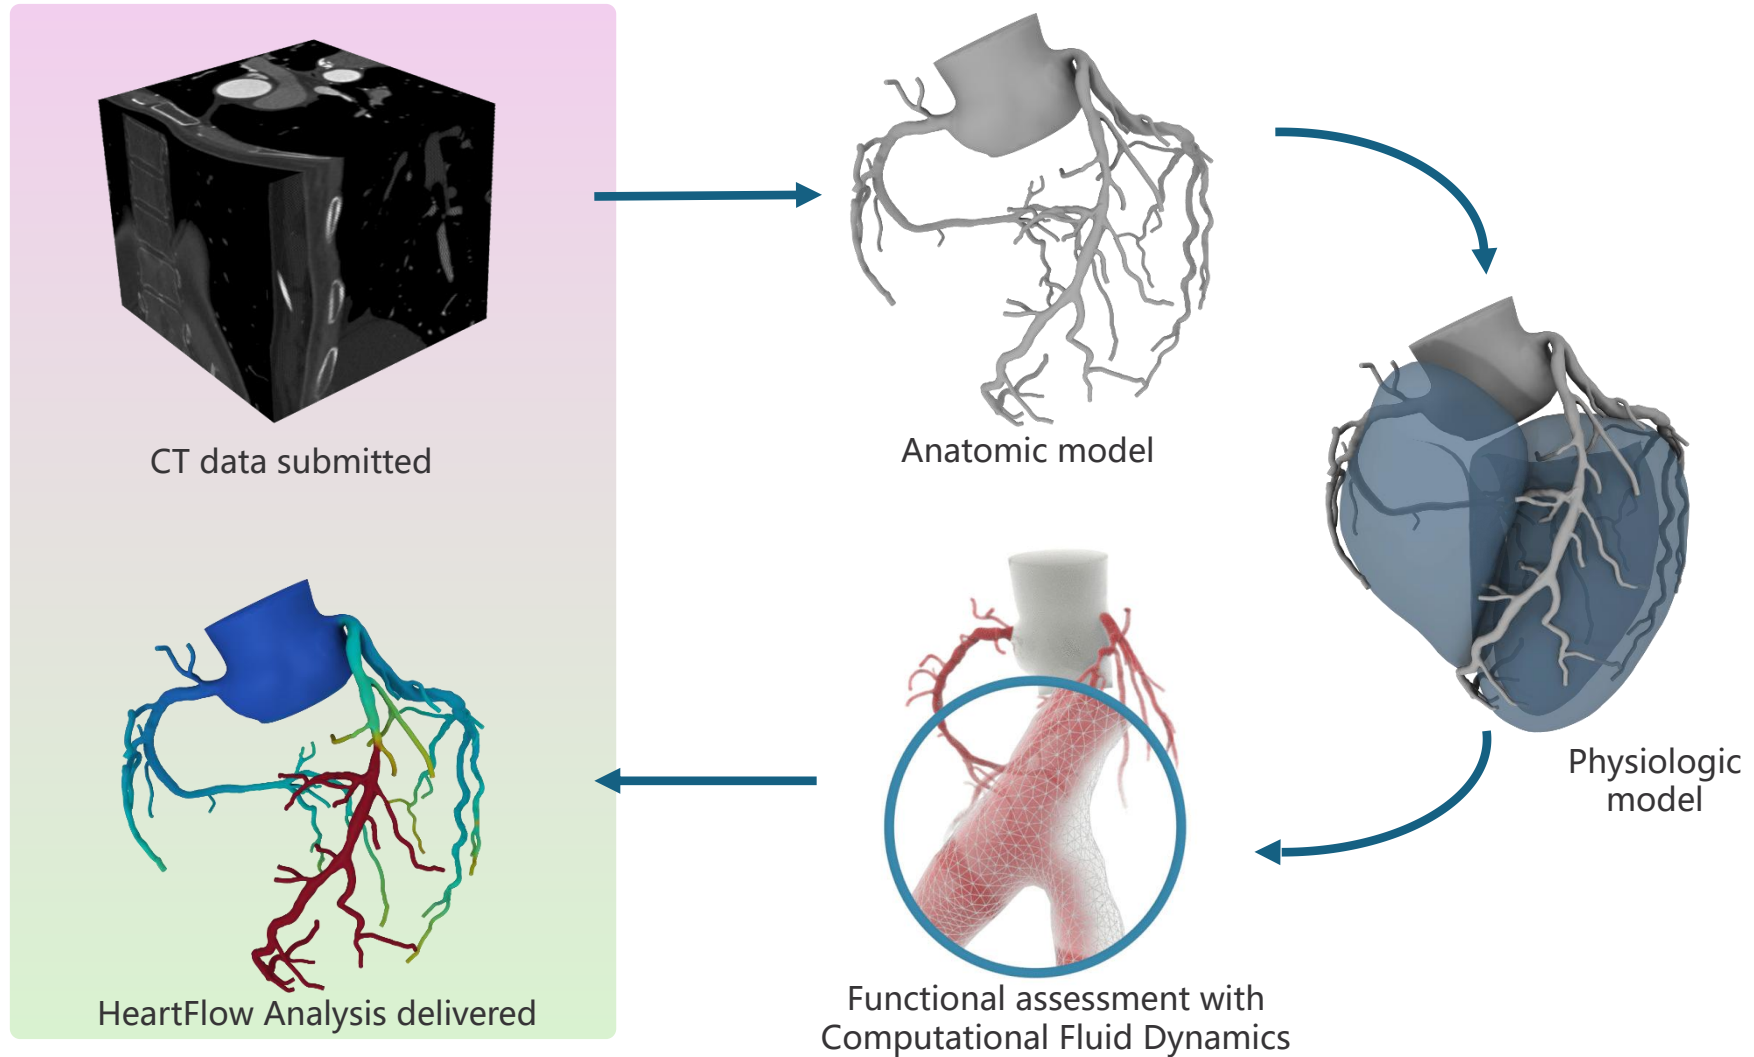 CT data submitted
Anatomic model
Physiologic
model
Functional assessment with
Computational Fluid Dynamics
HeartFlow Analysis delivered